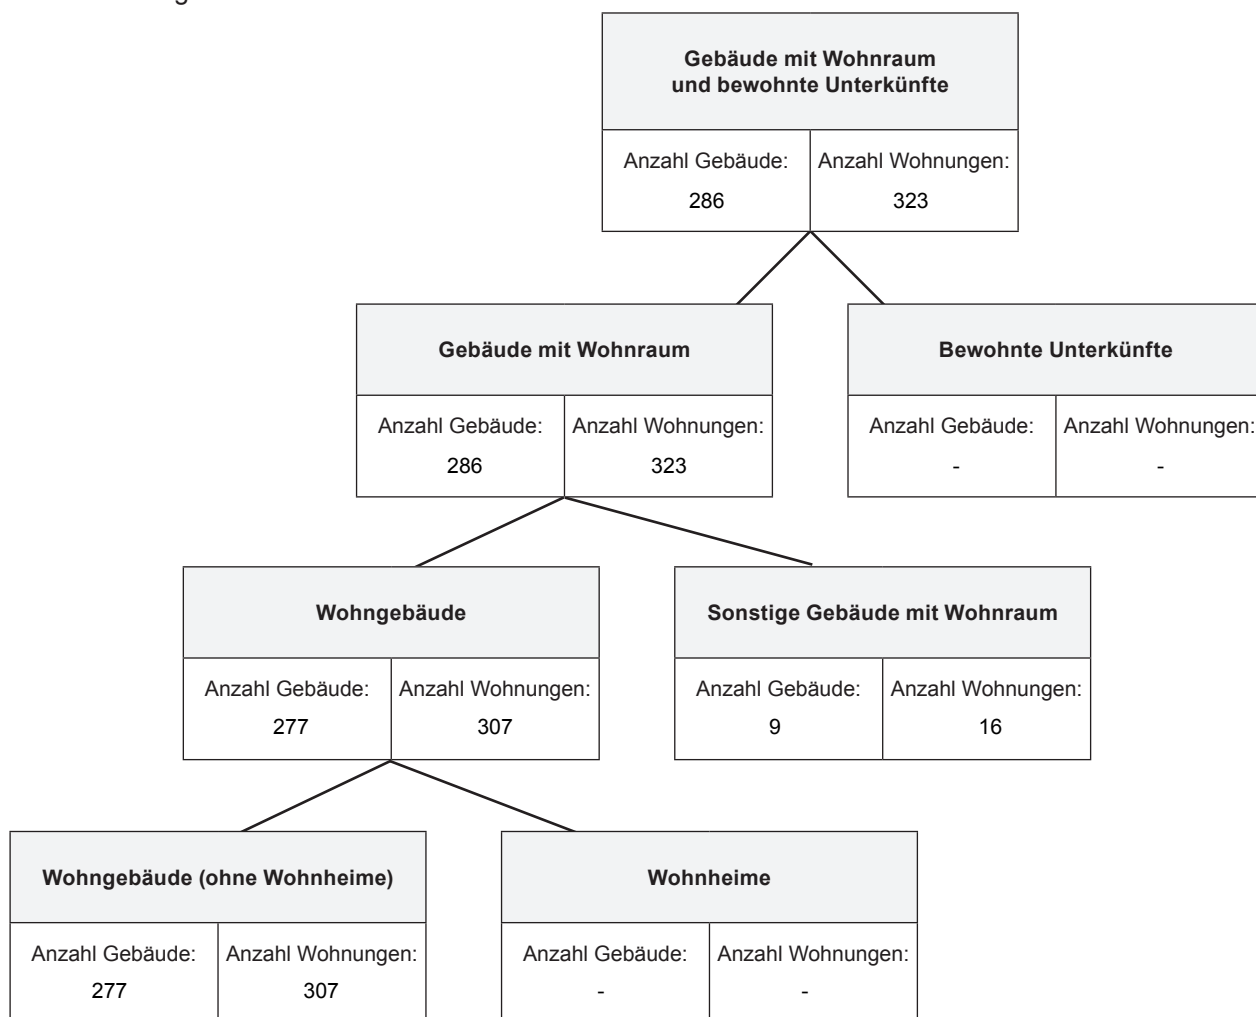 Gebäude mit Wohnraum
und bewohnte Unterkünfte
Anzahl Gebäude: Anzahl Wohnungen:
286 323
Gebäude mit Wohnraum
Bewohnte Unterkünfte
Anzahl Gebäude: Anzahl Wohnungen:
286 323
Anzahl Gebäude: Anzahl Wohnungen:
- -
Wohngebäude
Sonstige Gebäude mit Wohnraum
Anzahl Gebäude: Anzahl Wohnungen:
277 307
Anzahl Gebäude: Anzahl Wohnungen:
9 16
Wohngebäude (ohne Wohnheime)
Wohnheime
Anzahl Gebäude: Anzahl Wohnungen:
277 307
Anzahl Gebäude: Anzahl Wohnungen:
- -